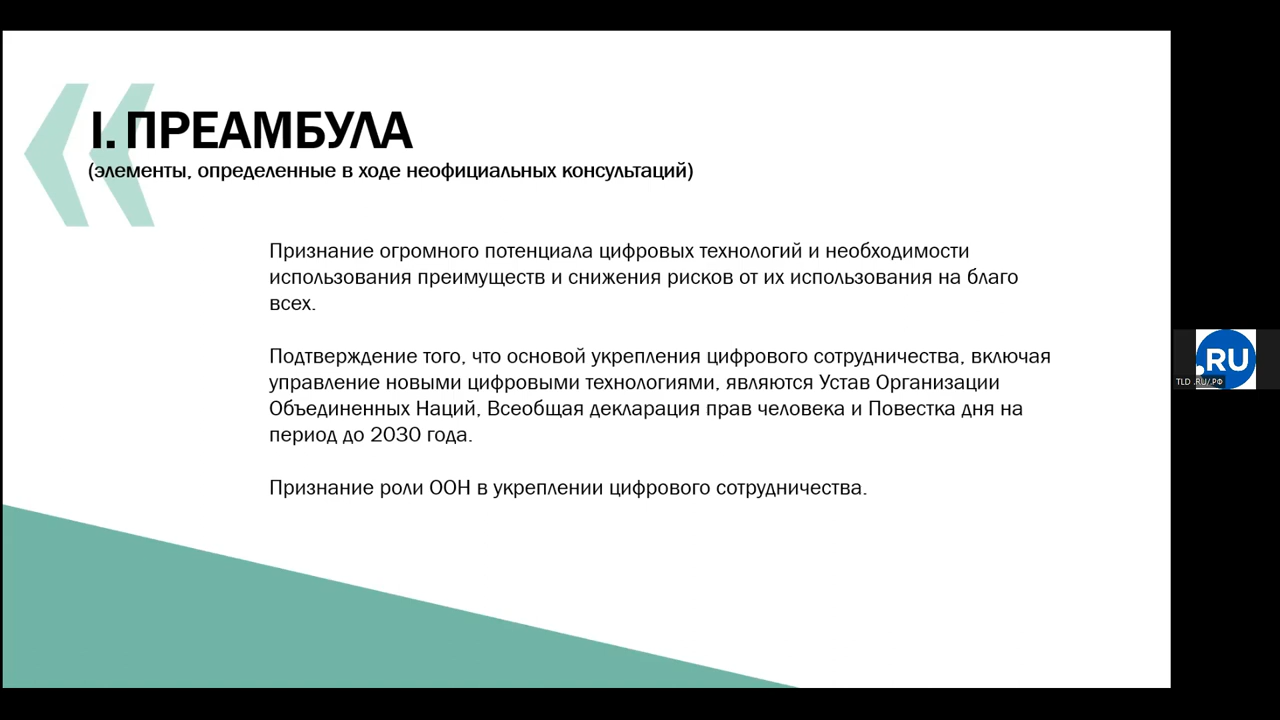 I. ПРЕАМБУЛА
(элементы, определенные в ходе неофициальных консультаций)
Признание огромного потенциала цифровых технологий и необходимости
использования преимуществ и снижения рисков от их использования на благо
всех.
Подтверждение того, что основой укрепления цифрового сотрудничества, включая
управление новыми цифровыми технологиями, являются Устав Организации
Объединенных Наций, Всеобщая декларация прав человека и Повестка дня на
период до 2030 года.
Признание роли ООН в укреплении цифрового сотрудничества.
.RU
TLD .RU/.РФ